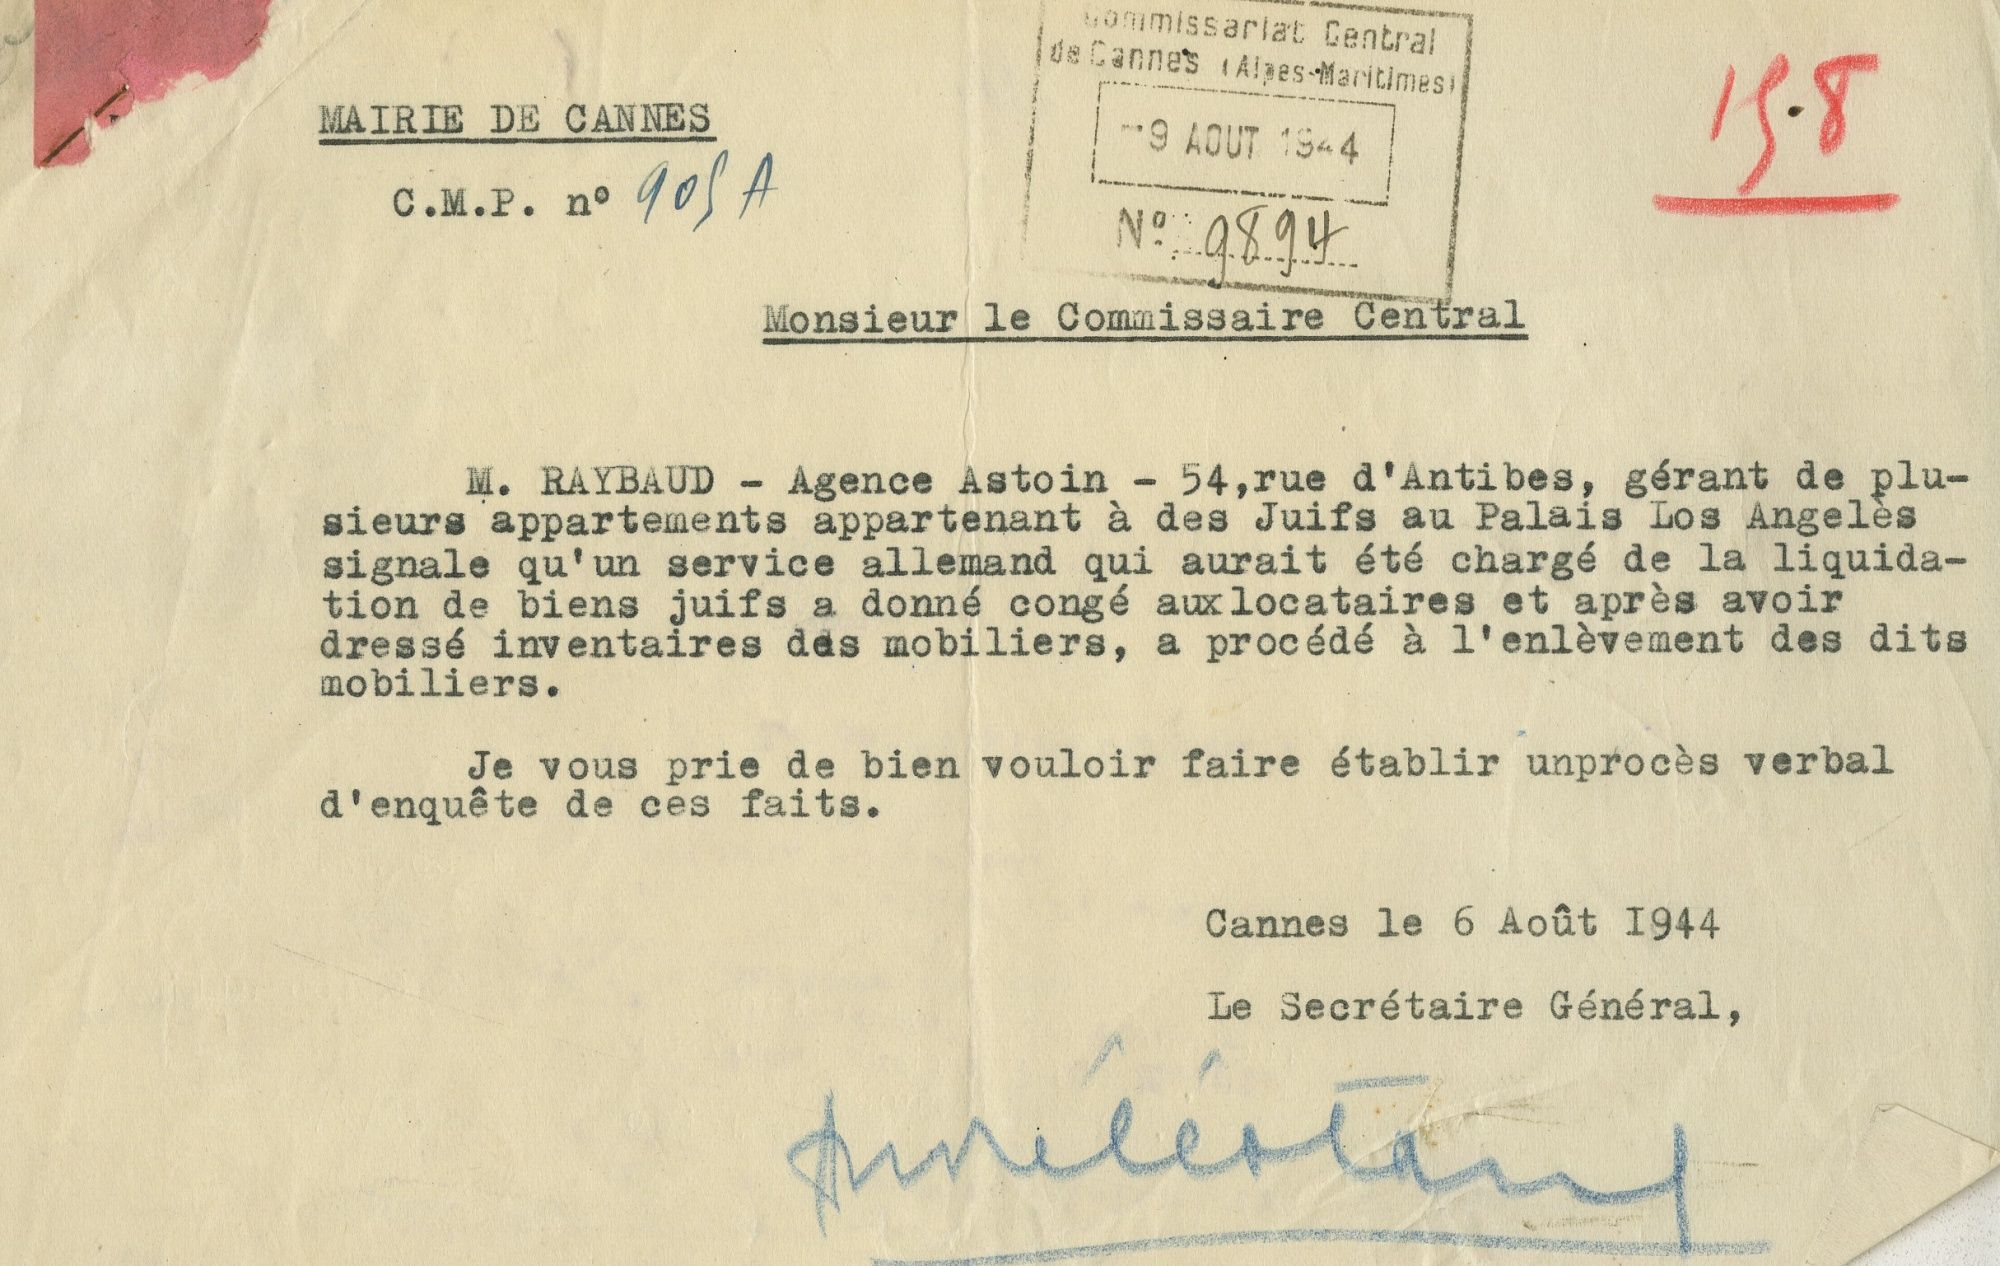 Commissariat Central
de Cannes (Alpes-Maritimes)
-9 AOUT 1944
N° 9894
15.8
MAIRIE DE CANNES
C.M.P. n° 905 A
Monsieur le Commissaire Central
M. RAYBAUD - Agence Astoin - 54,rue d'Antibes, gérant de plu-
sieurs appartements appartenant à des Juifs au Palais Los Angelès
signale qu'un service allemand qui aurait été chargé de la liquida-
tion de biens juifs a donné congé auxlocataires et après avoir
dressé inventaires des mobiliers, a procédé à l'enlèvement des dits
mobiliers.
Je vous prie de bien vouloir faire établir unprocès verbal
d'enquête de ces faits.
Cannes le 6 Août I944
Le Secrétaire Général,